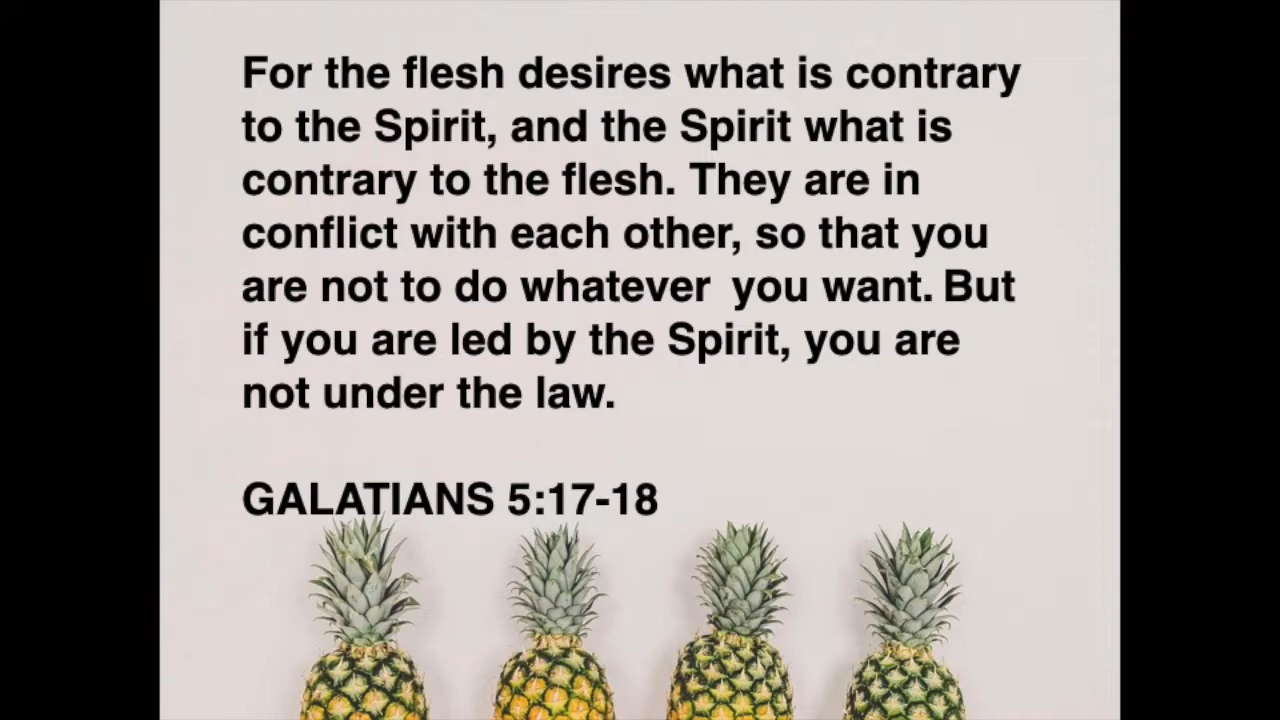 For the flesh desires what is contrary
to the Spirit, and the Spirit what is
contrary to the flesh. They are in
conflict with each other, so that you
are not to do whatever  you want. But
if you are led by the Spirit, you are
not under the law.
GALATIANS 5:17-18